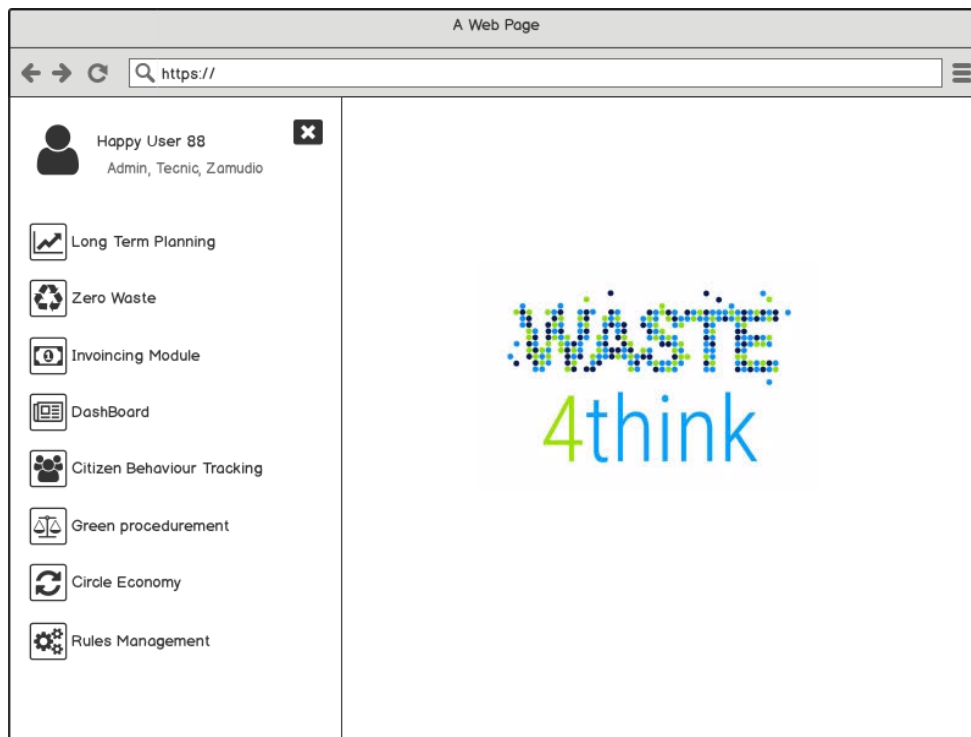 A Web Page
https://
Happy User 88
Admin, Tecnic, Zamudio
Long Term Planning
Zero Waste
Invoincing Module
DashBoard
Citizen Behaviour Tracking
Green procedurement
Circle Economy
Rules Management
WASTE
4think